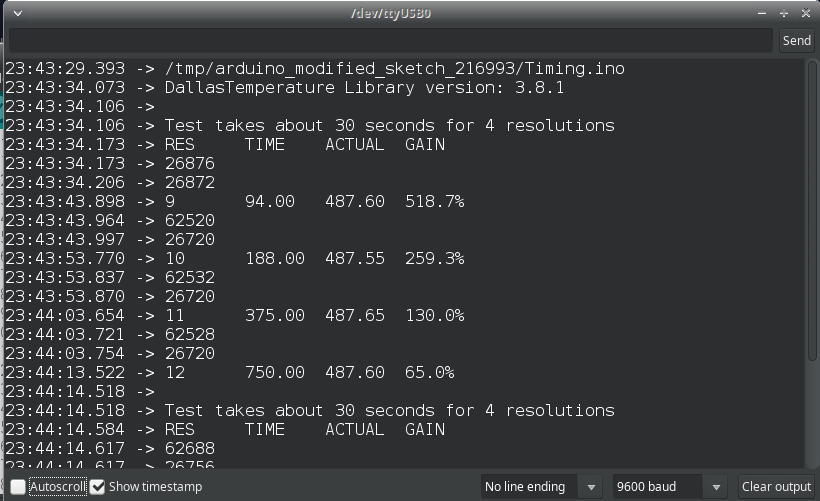 /dev/ttyUSB0
Send
23:43:29.393 -> /tmp/arduino_modified_sketch_216993/Timing.ino
23:43:34.073 -> DallasTemperature Library version: 3.8.1
23:43:34.106 ->
23:43:34.106 -> Test takes about 30 seconds for 4 resolutions
23:43:34.173 -> RES TIME ACTUAL GAIN
23:43:34.173 -> 26876
23:43:34.206 -> 26872
23:43:43.898 -> 9 94.00 487.60 518.7%
23:43:43.964 -> 62520
23:43:43.997 -> 26720
23:43:53.770 -> 10 188.00 487.55 259.3%
23:43:53.837 -> 62532
23:43:53.870 -> 26720
23:44:03.654 -> 11 375.00 487.65 130.0%
23:44:03.721 -> 62528
23:44:03.754 -> 26720
23:44:13.522 -> 12 750.00 487.60 65.0%
23:44:14.518 ->
23:44:14.518 -> Test takes about 30 seconds for 4 resolutions
23:44:14.584 -> RES TIME ACTUAL GAIN
23:44:14.617 -> 62688
23:44:14.617 -> 26756
Autoscroll Show timestamp No line ending 9600 baud Clear output